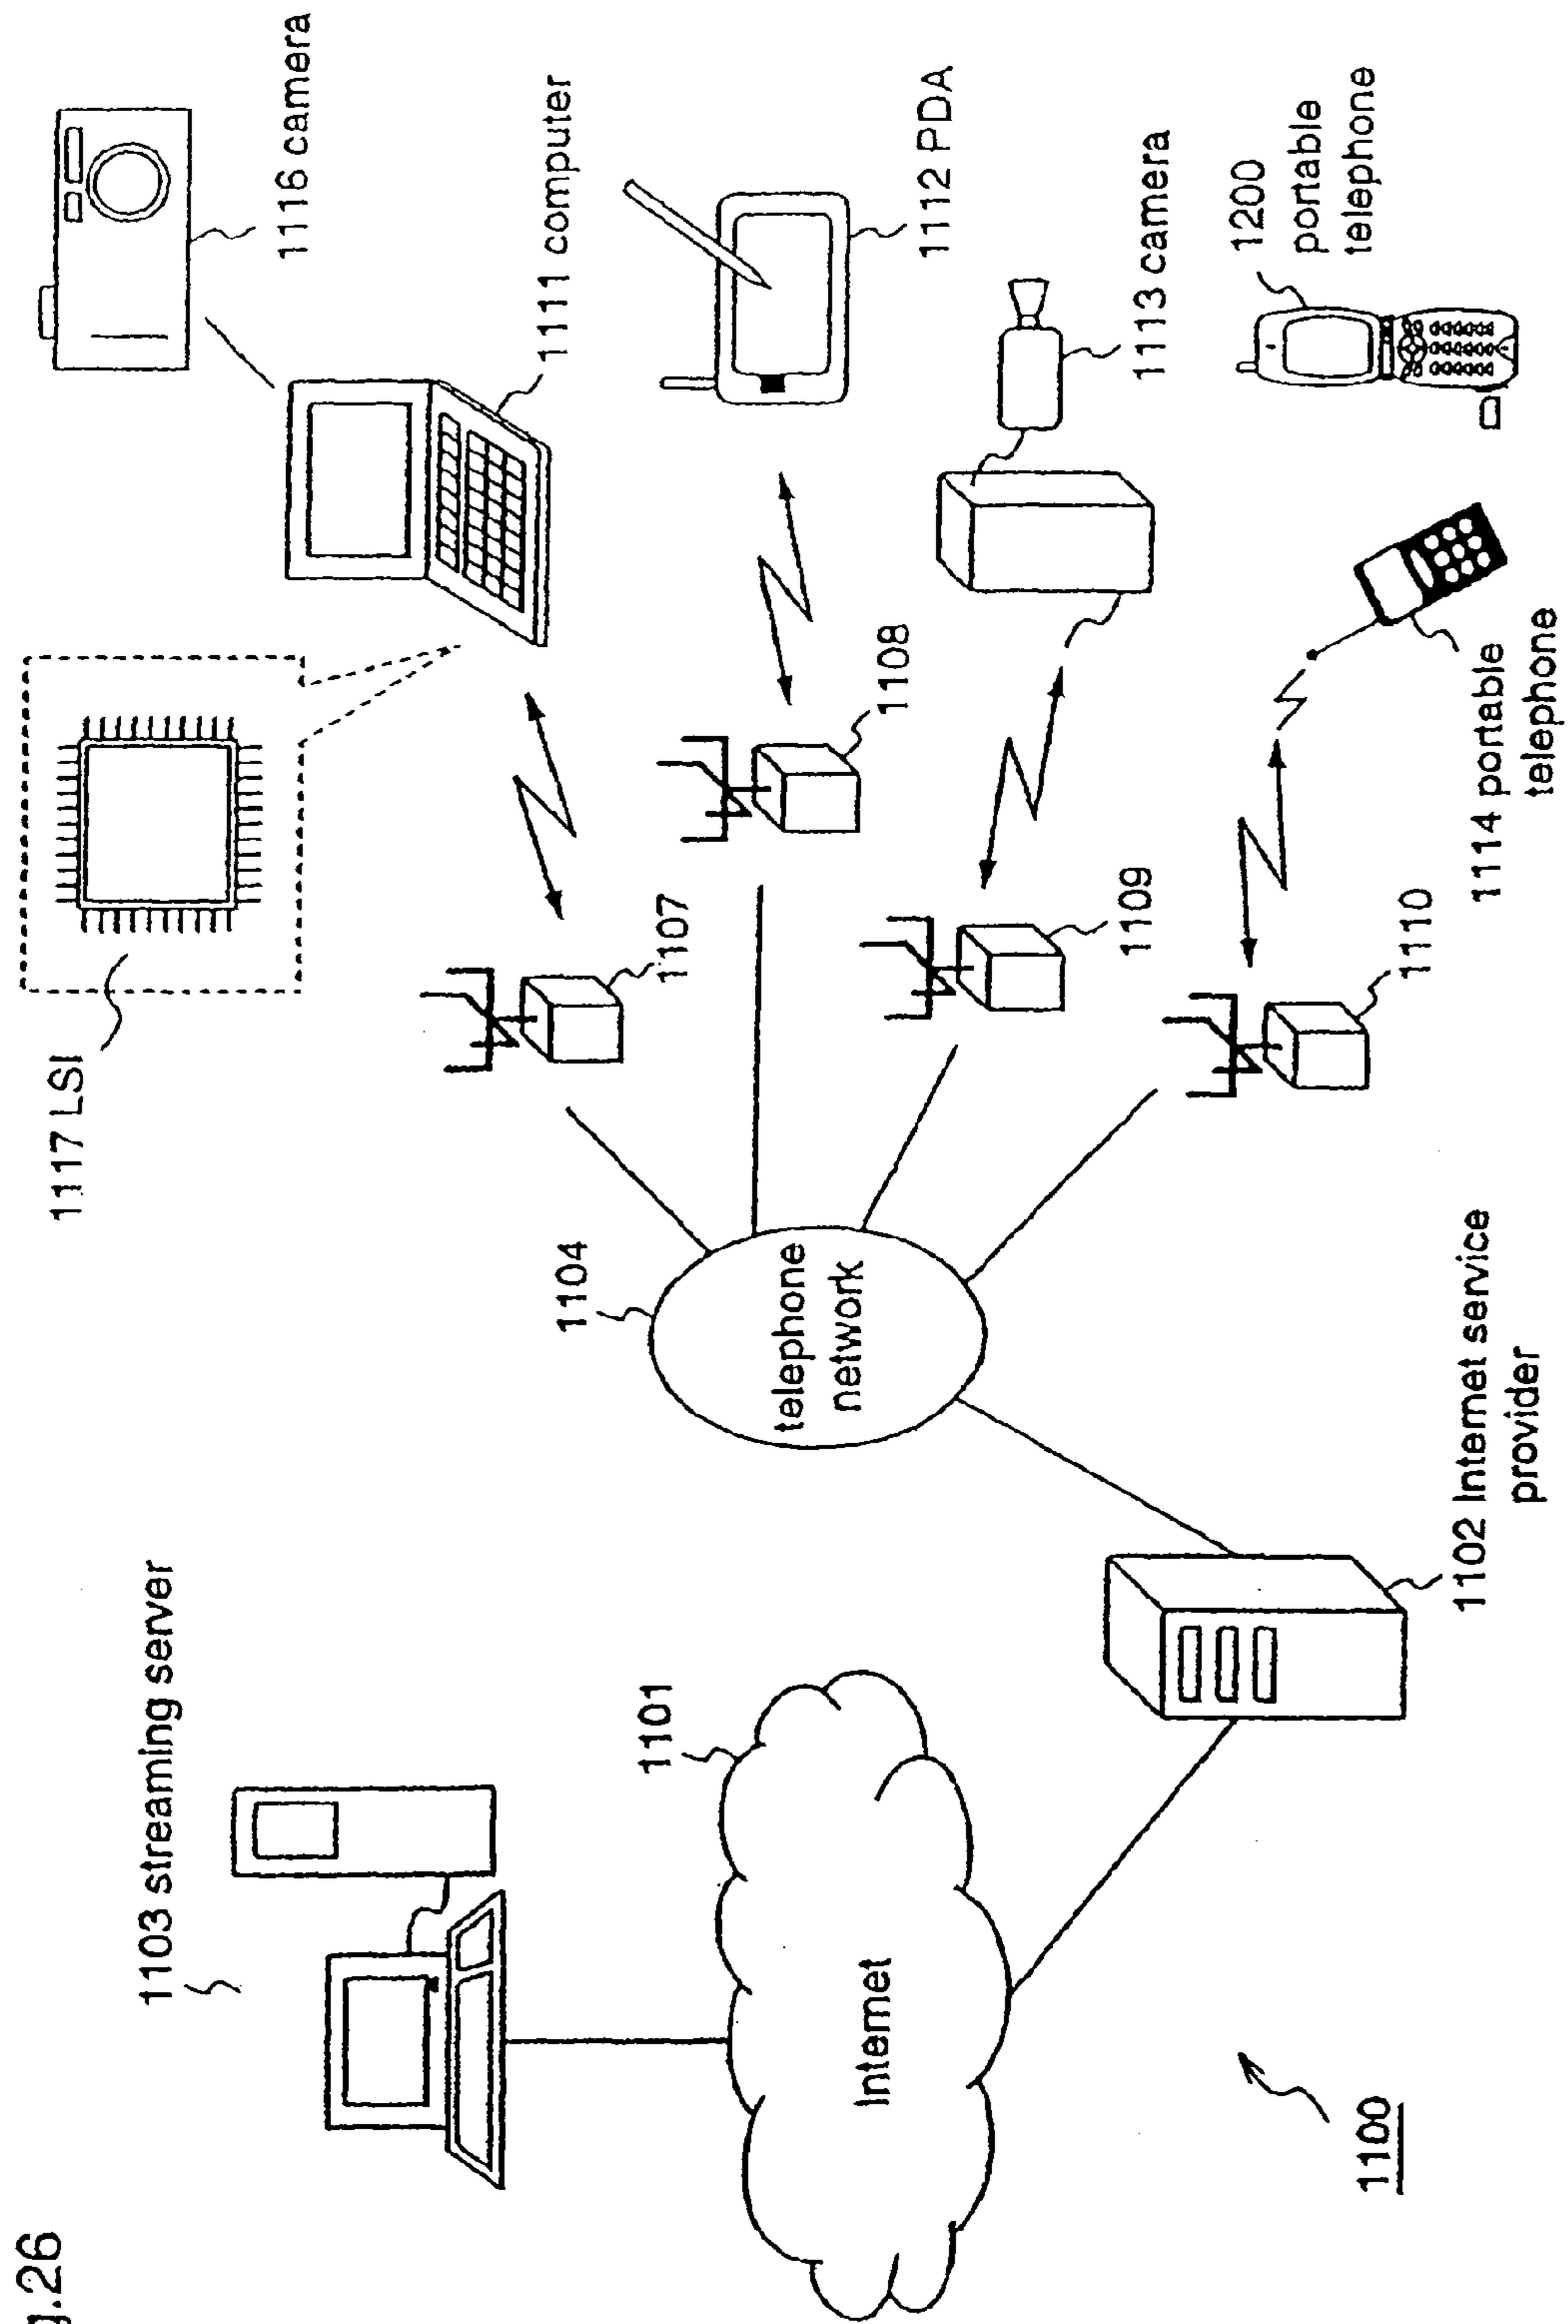 g.26
1103 streaming server
1101
Internet
1100
1102 Internet service
provider
1104
telephone
network
1117 LSI
1107
1108
1109
1110
1116 camera
1111 computer
1112 PDA
1113 camera
1114 portable
telephone
1200
portable
telephone